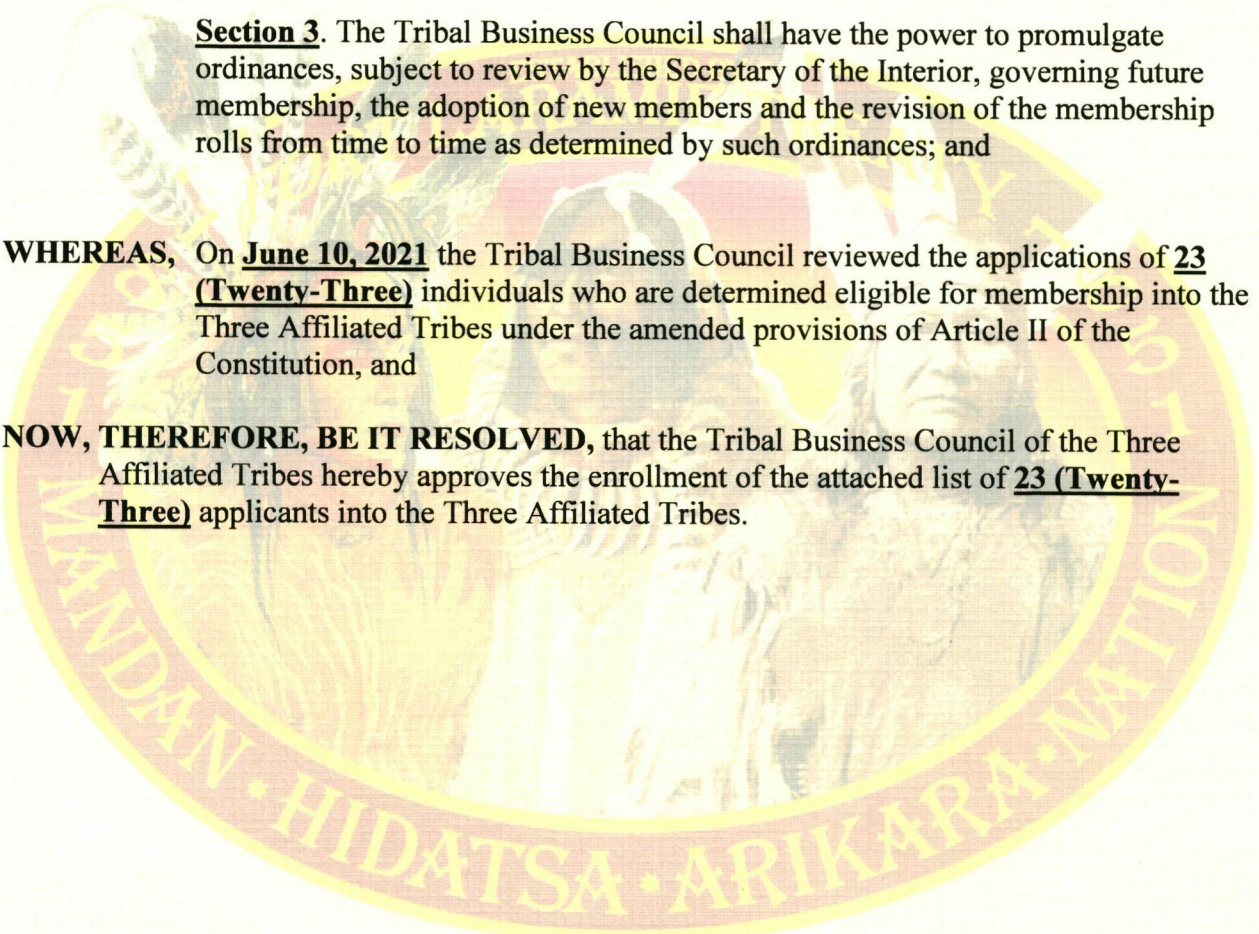 Section 3. The Tribal Business Council shall have the power to promulgate
ordinances, subject to review by the Secretary of the Interior, governing future
membership, the adoption of new members and the revision of the membership
rolls from time to time as determined by such ordinances; and
WHEREAS, On June 10, 2021 the Tribal Business Council reviewed the applications of 23
(Twenty-Three) individuals who are determined eligible for membership into the
Three Affiliated Tribes under the amended provisions of Article II of the
Constitution, and
NOW, THEREFORE, BE IT RESOLVED, that the Tribal Business Council of the Three
Affiliated Tribes hereby approves the enrollment of the attached list of 23 (Twenty-
Three) applicants into the Three Affiliated Tribes.
MANDAN • HIDATSA • ARIKARA • NATION